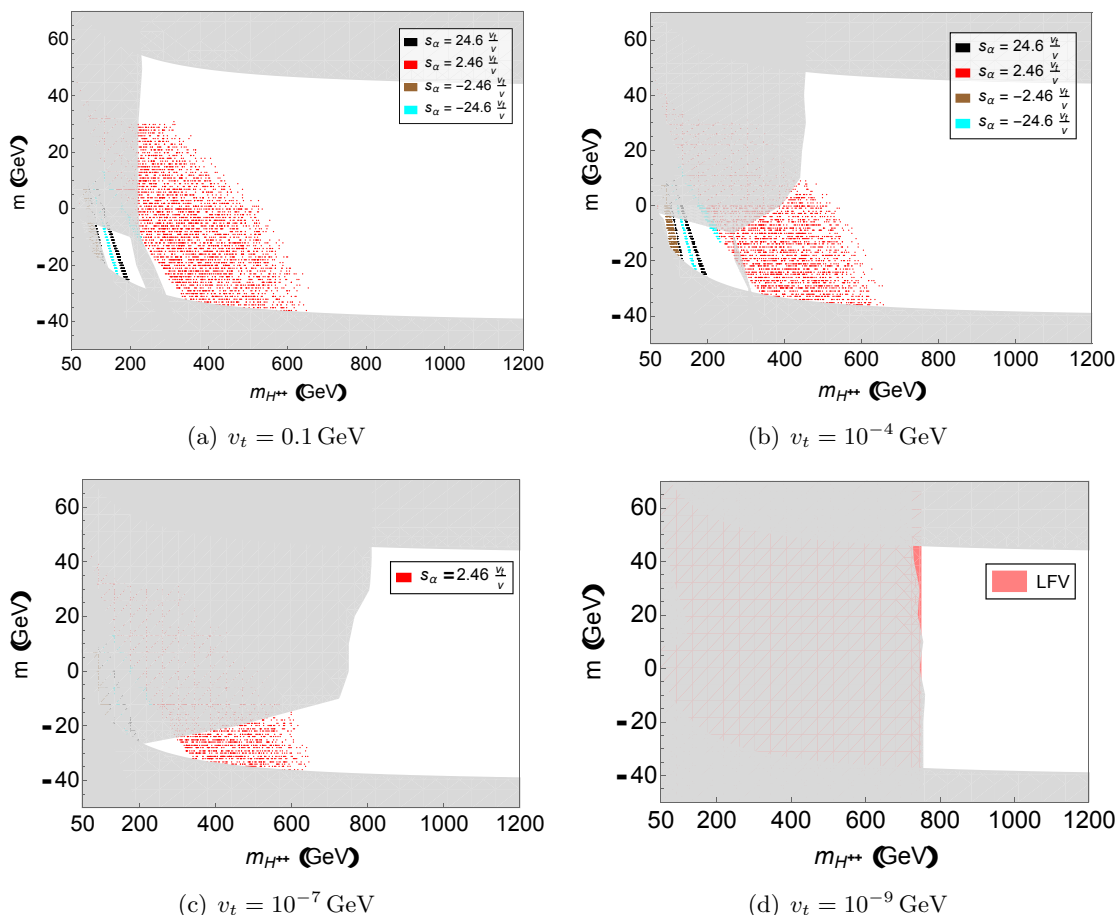 60
40
20
0
-20
-40
m (GeV)
s_α = 24.6 v_t/v
s_α = 2.46 v_t/v
s_α = −2.46 v_t/v
s_α = −24.6 v_t/v
50 200 400 600 800 1000 1200
m_H⁺⁺ (GeV)
(a) v_t = 0.1 GeV
60
40
20
0
-20
-40
m (GeV)
s_α = 24.6 v_t/v
s_α = 2.46 v_t/v
s_α = −2.46 v_t/v
s_α = −24.6 v_t/v
50 200 400 600 800 1000 1200
m_H⁺⁺ (GeV)
(b) v_t = 10⁻⁴ GeV
60
40
20
0
-20
-40
m (GeV)
s_α = 2.46 v_t/v
50 200 400 600 800 1000 1200
m_H⁺⁺ (GeV)
(c) v_t = 10⁻⁷ GeV
60
40
20
0
-20
-40
m (GeV)
LFV
50 200 400 600 800 1000 1200
m_H⁺⁺ (GeV)
(d) v_t = 10⁻⁹ GeV